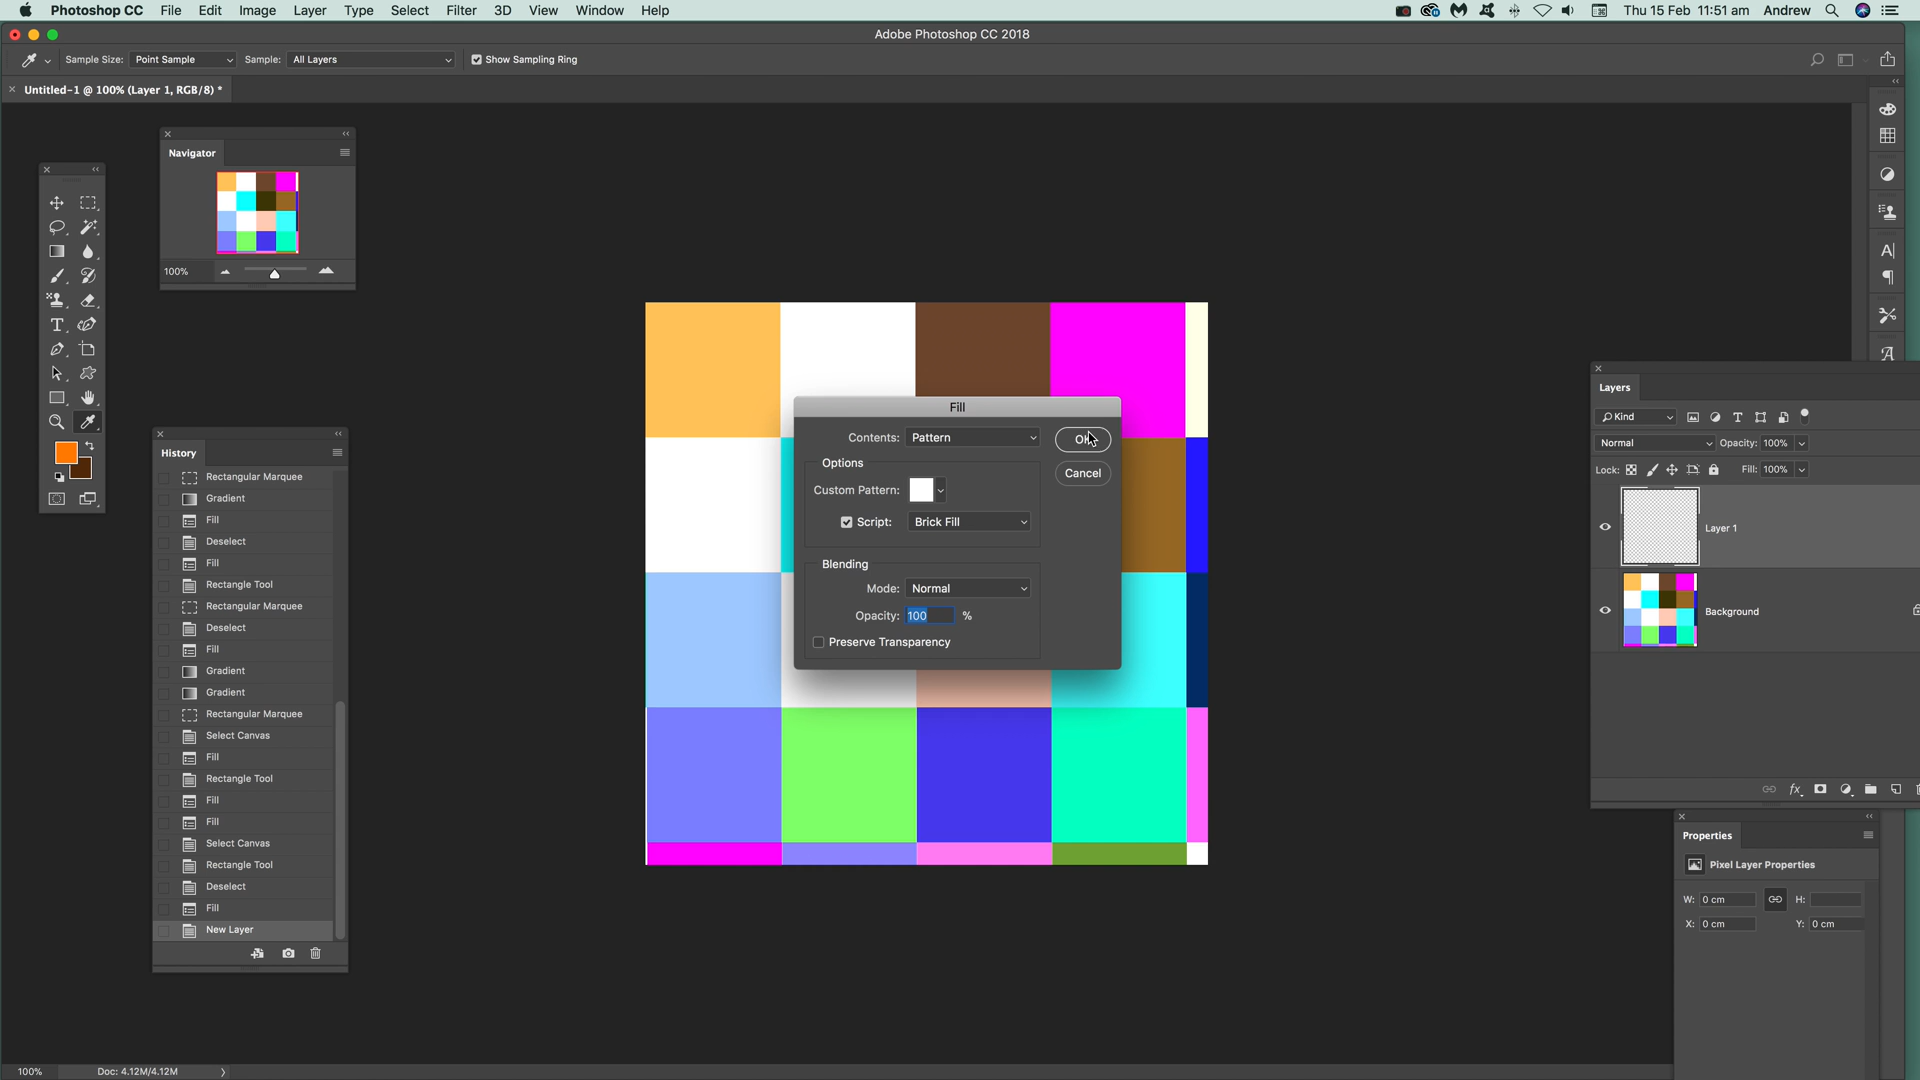 Photoshop CC File Edit Image Layer Type Select Filter 3D View Window Help Thu 15 Feb 11:51 am Andrew
Adobe Photoshop CC 2018
Sample Size: Point Sample Sample: All Layers Show Sampling Ring
Untitled-1 @ 100% (Layer 1, RGB/8) *
Navigator
100%
History
Rectangular Marquee
Gradient
Fill
Deselect
Fill
Rectangle Tool
Rectangular Marquee
Deselect
Fill
Gradient
Gradient
Rectangular Marquee
Select Canvas
Fill
Rectangle Tool
Fill
Fill
Select Canvas
Rectangle Tool
Deselect
Fill
New Layer
Fill
Contents: Pattern
OK
Options
Cancel
Custom Pattern:
Script: Brick Fill
Blending
Mode: Normal
Opacity: 100 %
Preserve Transparency
Layers
Kind
Normal Opacity: 100%
Lock: Fill: 100%
Layer 1
Background
Properties
Pixel Layer Properties
W: 0 cm H:
X: 0 cm Y: 0 cm
100% Doc: 4.12M/4.12M